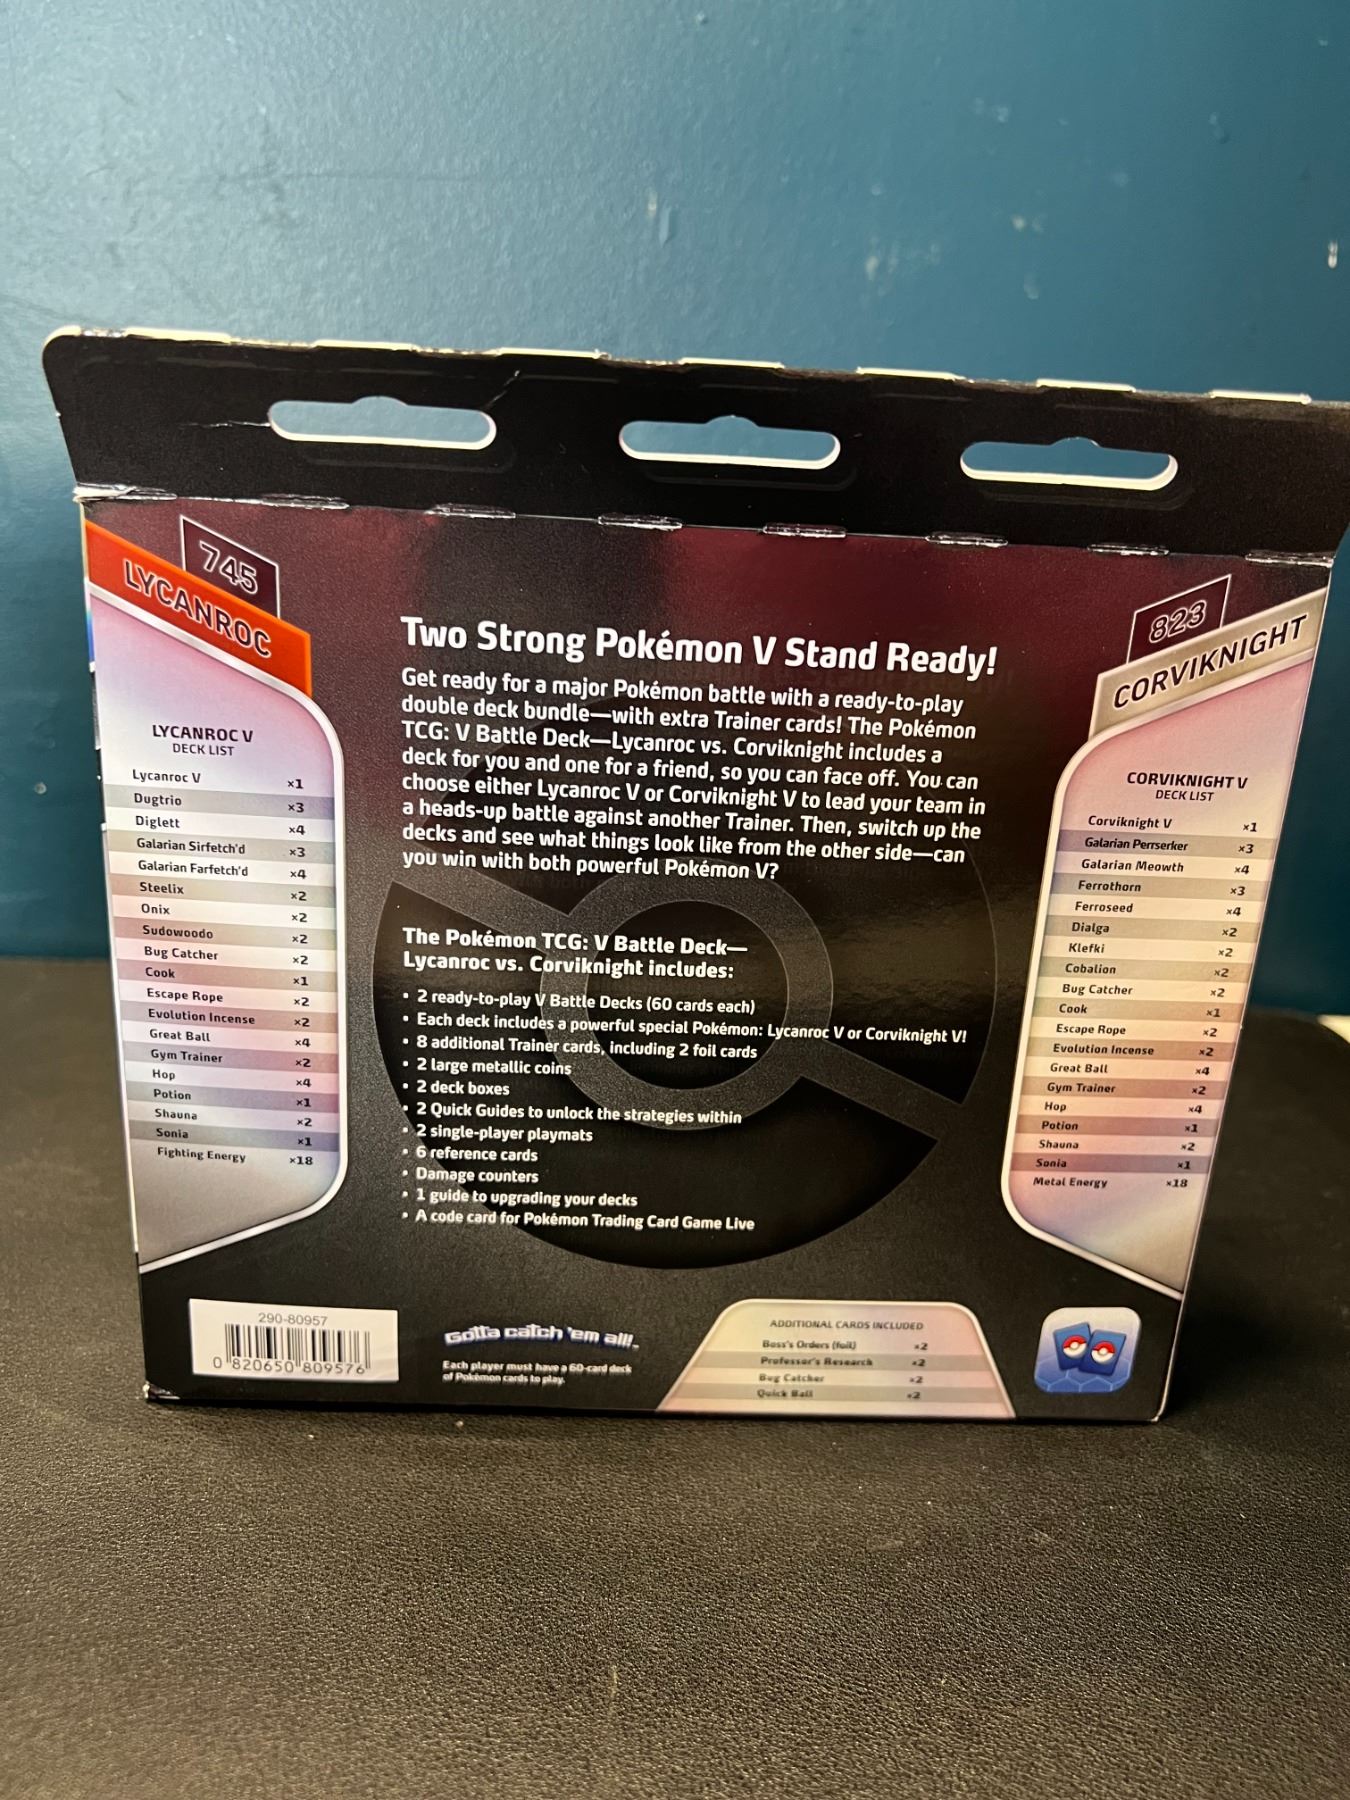 745
LYCANROC
LYCANROC V
DECK LIST
Lycanroc V ×1
Dugtrio ×3
Diglett ×4
Galarian Sirfetch'd ×3
Galarian Farfetch'd ×4
Steelix ×2
Onix ×2
Sudowoodo ×2
Bug Catcher ×2
Cook ×1
Escape Rope ×2
Evolution Incense ×2
Great Ball ×4
Gym Trainer ×2
Hop ×4
Potion ×1
Shauna ×2
Sonia ×1
Fighting Energy ×18
Two Strong Pokémon V Stand Ready!
Get ready for a major Pokémon battle with a ready-to-play
double deck bundle—with extra Trainer cards! The Pokémon
TCG: V Battle Deck—Lycanroc vs. Corviknight includes a
deck for you and one for a friend, so you can face off. You can
choose either Lycanroc V or Corviknight V to lead your team in
a heads-up battle against another Trainer. Then, switch up the
decks and see what things look like from the other side—can
you win with both powerful Pokémon V?
The Pokémon TCG: V Battle Deck—
Lycanroc vs. Corviknight includes:
• 2 ready-to-play V Battle Decks (60 cards each)
• Each deck includes a powerful special Pokémon: Lycanroc V or Corviknight V!
• 8 additional Trainer cards, including 2 foil cards
• 2 large metallic coins
• 2 deck boxes
• 2 Quick Guides to unlock the strategies within
• 2 single-player playmats
• 6 reference cards
• Damage counters
• 1 guide to upgrading your decks
• A code card for Pokémon Trading Card Game Live
823
CORVIKNIGHT
CORVIKNIGHT V
DECK LIST
Corviknight V ×1
Galarian Perrserker ×3
Galarian Meowth ×4
Ferrothorn ×3
Ferroseed ×4
Dialga ×2
Klefki ×2
Cobalion ×2
Bug Catcher ×2
Cook ×1
Escape Rope ×2
Evolution Incense ×2
Great Ball ×4
Gym Trainer ×2
Hop ×4
Potion ×1
Shauna ×2
Sonia ×1
Metal Energy ×18
290-80957
0 820650 809576
Gotta catch 'em all!™
Each player must have a 60-card deck
of Pokémon cards to play.
ADDITIONAL CARDS INCLUDED
Boss's Orders (foil) ×2
Professor's Research ×2
Bug Catcher ×2
Quick Ball ×2